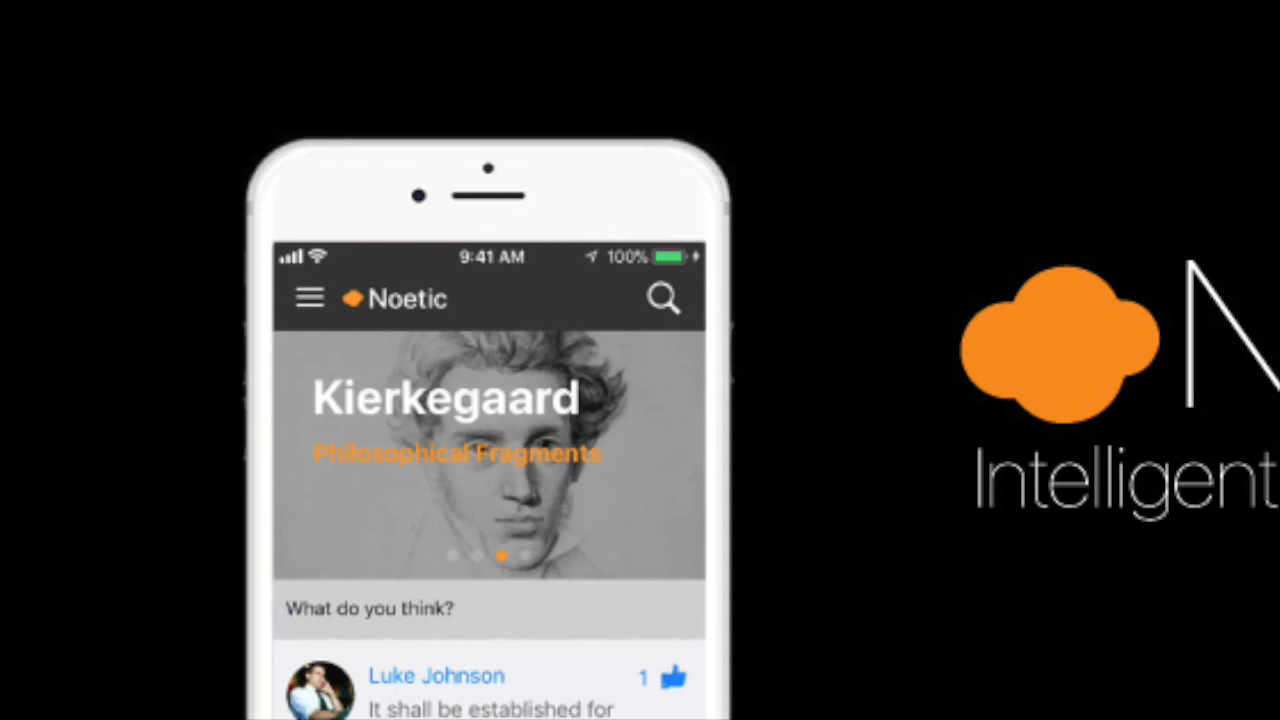 9:41 AM 100%
Noetic
Kierkegaard
Philosophical Fragments
What do you think?
Luke Johnson 1
It shall be established for
N
Intelligent